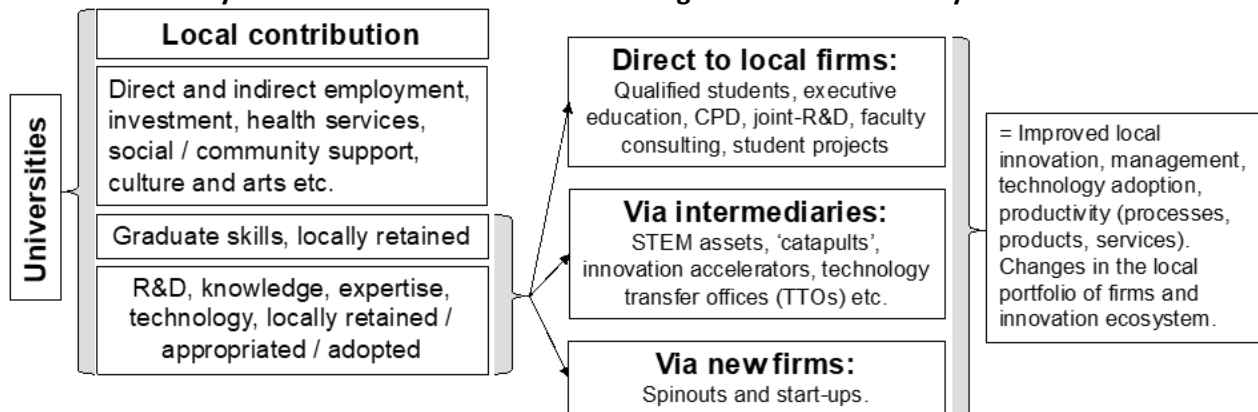 Universities
Local contribution
Direct and indirect employment,
investment, health services,
social / community support,
culture and arts etc.
Graduate skills, locally retained
R&D, knowledge, expertise,
technology, locally retained /
appropriated / adopted
Direct to local firms:
Qualified students, executive
education, CPD, joint-R&D, faculty
consulting, student projects
Via intermediaries:
STEM assets, ‘catapults’,
innovation accelerators, technology
transfer offices (TTOs) etc.
Via new firms:
Spinouts and start-ups.
= Improved local
innovation, management,
technology adoption,
productivity (processes,
products, services).
Changes in the local
portfolio of firms and
innovation ecosystem.